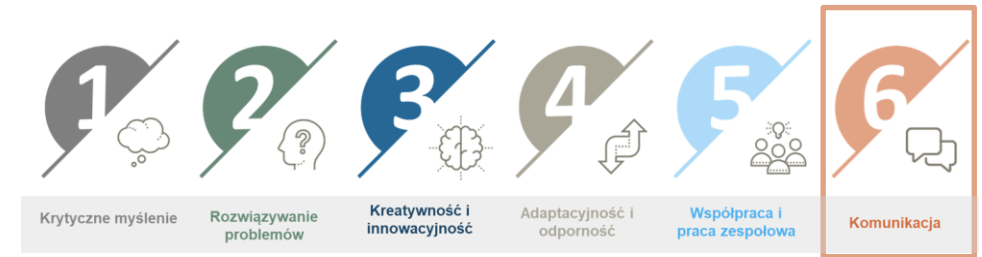 1
2
3
4
5
6
?
Krytyczne myślenie
Rozwiązywanie
problemów
Kreatywność i
innowacyjność
Adaptacyjność i
odporność
Współpraca i
praca zespołowa
Komunikacja